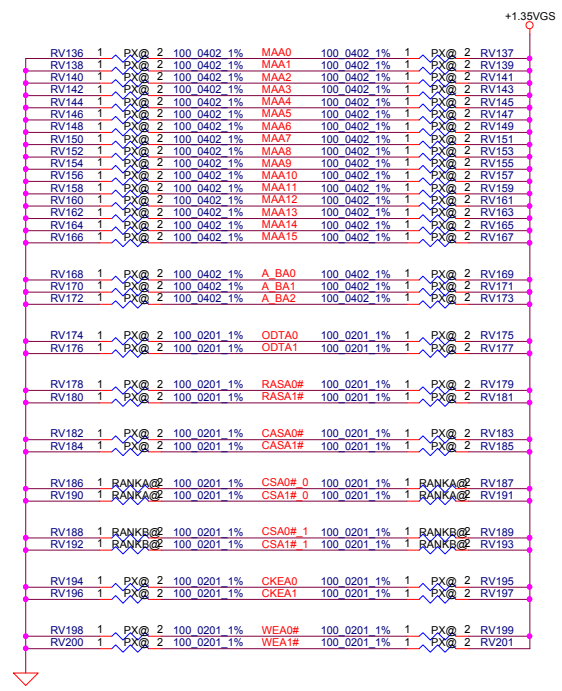 +1.35VGS
RV136 1 PX@ 2 100_0402_1% MAA0 100_0402_1% 1 PX@ 2 RV137
RV138 1 PX@ 2 100_0402_1% MAA1 100_0402_1% 1 PX@ 2 RV139
RV140 1 PX@ 2 100_0402_1% MAA2 100_0402_1% 1 PX@ 2 RV141
RV142 1 PX@ 2 100_0402_1% MAA3 100_0402_1% 1 PX@ 2 RV143
RV144 1 PX@ 2 100_0402_1% MAA4 100_0402_1% 1 PX@ 2 RV145
RV146 1 PX@ 2 100_0402_1% MAA5 100_0402_1% 1 PX@ 2 RV147
RV148 1 PX@ 2 100_0402_1% MAA6 100_0402_1% 1 PX@ 2 RV149
RV150 1 PX@ 2 100_0402_1% MAA7 100_0402_1% 1 PX@ 2 RV151
RV152 1 PX@ 2 100_0402_1% MAA8 100_0402_1% 1 PX@ 2 RV153
RV154 1 PX@ 2 100_0402_1% MAA9 100_0402_1% 1 PX@ 2 RV155
RV156 1 PX@ 2 100_0402_1% MAA10 100_0402_1% 1 PX@ 2 RV157
RV158 1 PX@ 2 100_0402_1% MAA11 100_0402_1% 1 PX@ 2 RV159
RV160 1 PX@ 2 100_0402_1% MAA12 100_0402_1% 1 PX@ 2 RV161
RV162 1 PX@ 2 100_0402_1% MAA13 100_0402_1% 1 PX@ 2 RV163
RV164 1 PX@ 2 100_0402_1% MAA14 100_0402_1% 1 PX@ 2 RV165
RV166 1 PX@ 2 100_0402_1% MAA15 100_0402_1% 1 PX@ 2 RV167
RV168 1 PX@ 2 100_0402_1% A_BA0 100_0402_1% 1 PX@ 2 RV169
RV170 1 PX@ 2 100_0402_1% A_BA1 100_0402_1% 1 PX@ 2 RV171
RV172 1 PX@ 2 100_0402_1% A_BA2 100_0402_1% 1 PX@ 2 RV173
RV174 1 PX@ 2 100_0201_1% ODTA0 100_0201_1% 1 PX@ 2 RV175
RV176 1 PX@ 2 100_0201_1% ODTA1 100_0201_1% 1 PX@ 2 RV177
RV178 1 PX@ 2 100_0201_1% RASA0# 100_0201_1% 1 PX@ 2 RV179
RV180 1 PX@ 2 100_0201_1% RASA1# 100_0201_1% 1 PX@ 2 RV181
RV182 1 PX@ 2 100_0201_1% CASA0# 100_0201_1% 1 PX@ 2 RV183
RV184 1 PX@ 2 100_0201_1% CASA1# 100_0201_1% 1 PX@ 2 RV185
RV186 1 RANKA@ 2 100_0201_1% CSA0#_0 100_0201_1% 1 RANKA@ 2 RV187
RV190 1 RANKA@ 2 100_0201_1% CSA1#_0 100_0201_1% 1 RANKA@ 2 RV191
RV188 1 RANKB@ 2 100_0201_1% CSA0#_1 100_0201_1% 1 RANKB@ 2 RV189
RV192 1 RANKB@ 2 100_0201_1% CSA1#_1 100_0201_1% 1 RANKB@ 2 RV193
RV194 1 PX@ 2 100_0201_1% CKEA0 100_0201_1% 1 PX@ 2 RV195
RV196 1 PX@ 2 100_0201_1% CKEA1 100_0201_1% 1 PX@ 2 RV197
RV198 1 PX@ 2 100_0201_1% WEA0# 100_0201_1% 1 PX@ 2 RV199
RV200 1 PX@ 2 100_0201_1% WEA1# 100_0201_1% 1 PX@ 2 RV201